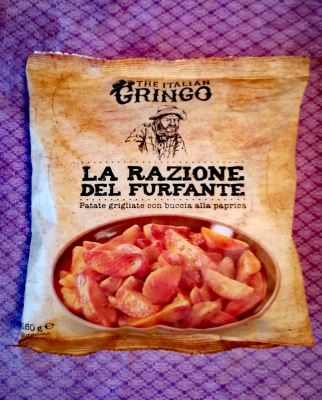 THE ITALIAN
GRINGO
LA RAZIONE
DEL FURFANTE
Patate grigliate con buccia alla paprica
e